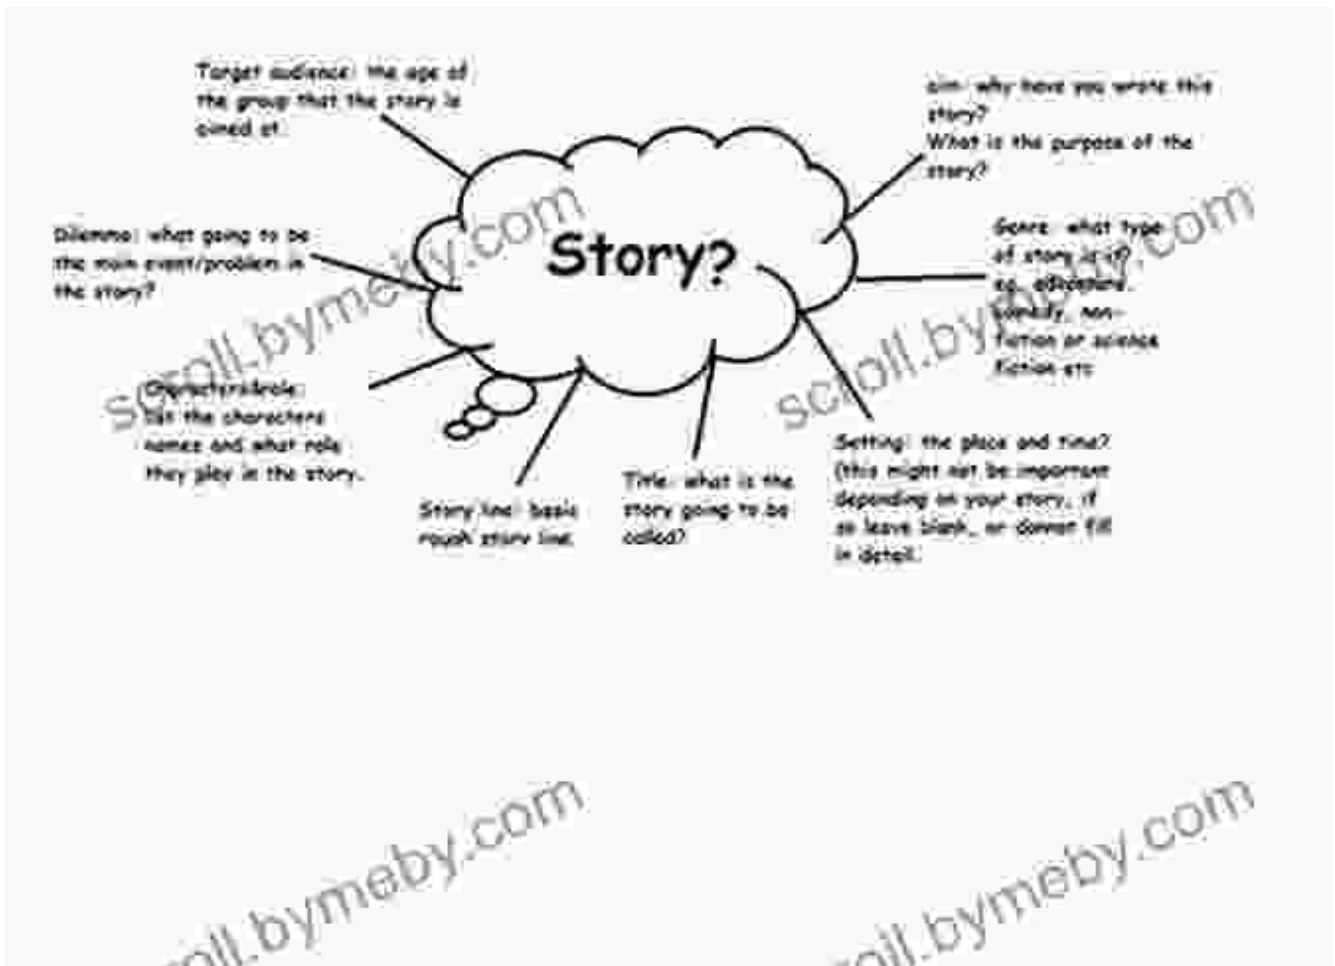 Target audience: the age of
the group that the story is
aimed at.
aim: why have you wrote this
story?
What is the purpose of the
story?
Dilemma: what going to be
the main event/problem in
the story?
Story?
Genre: what type
of story is it?
eg. adventure,
comedy, non-
fiction or science
fiction etc
Characters&role:
list the characters
names and what role
they play in the story.
Story line: basic
rough story line
Title: what is the
story going to be
called?
Setting: the place and time?
(this might not be important
depending on your story, if
so leave blank, or donnot fill
in detail.
scroll.bymeby.com
scroll.bymeby.com
roll.bymeby.com
roll.bymeby.com